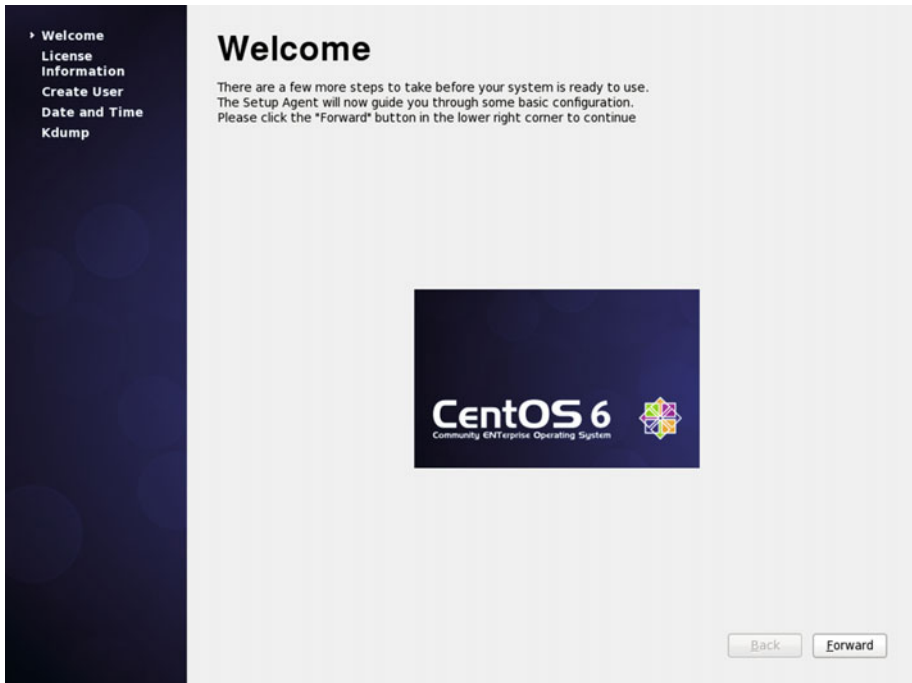 Welcome
License
Information
Create User
Date and Time
Kdump
Welcome
There are a few more steps to take before your system is ready to use.
The Setup Agent will now guide you through some basic configuration.
Please click the "Forward" button in the lower right corner to continue
CentOS 6
Community ENTerprise Operating System
Back
Forward